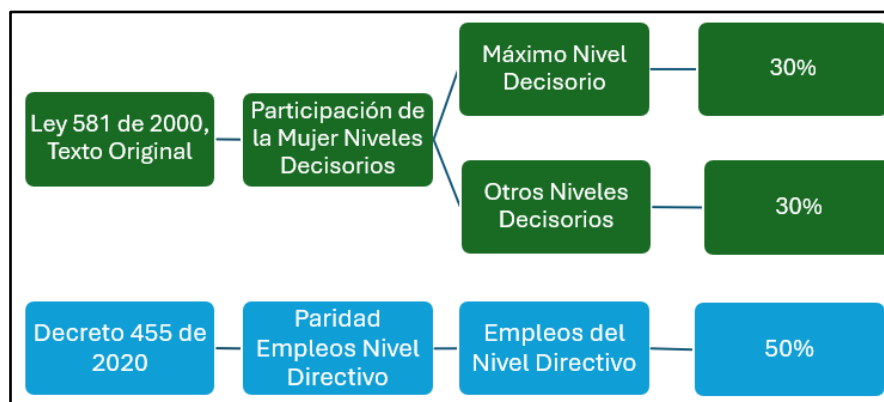 Ley 581 de 2000,
Texto Original
Participación de
la Mujer Niveles
Decisorios
Máximo Nivel
Decisorio
30%
Otros Niveles
Decisorios
30%
Decreto 455 de
2020
Paridad
Empleos Nivel
Directivo
Empleos del
Nivel Directivo
50%